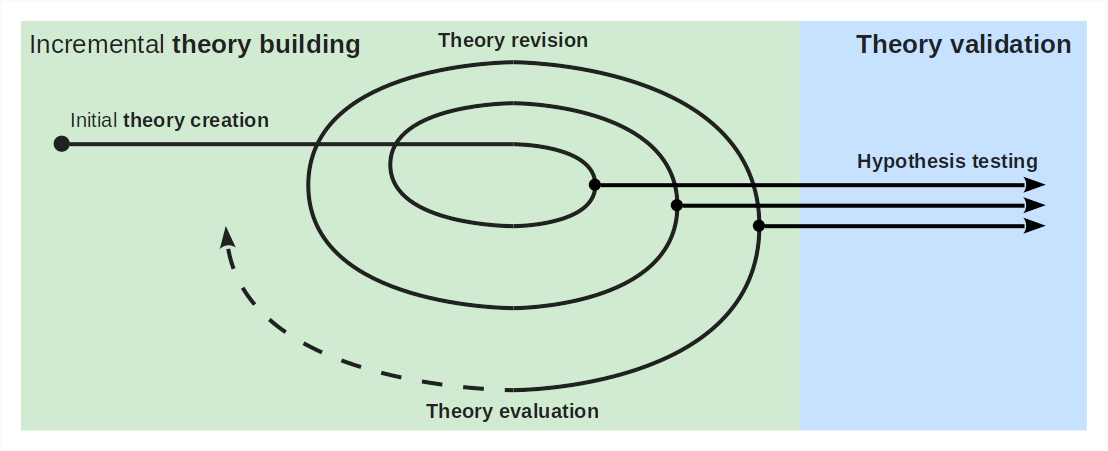 Incremental theory building
Theory revision
Theory validation
Initial theory creation
Hypothesis testing
Theory evaluation